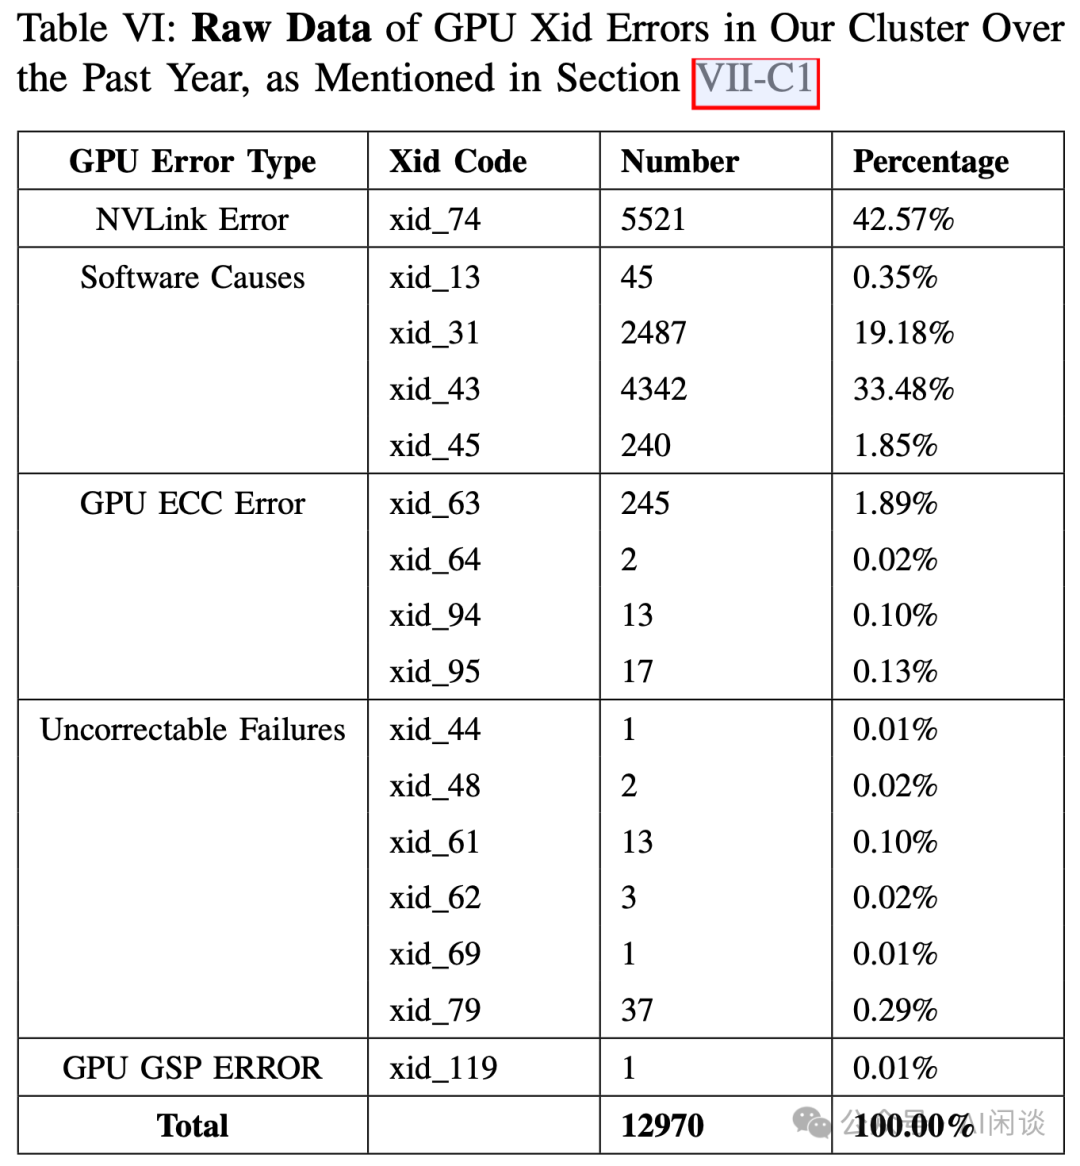 Table VI: Raw Data of GPU Xid Errors in Our Cluster Over
the Past Year, as Mentioned in Section VII-C1
GPU Error Type Xid Code Number Percentage
NVLink Error xid_74 5521 42.57%
Software Causes xid_13 45 0.35%
xid_31 2487 19.18%
xid_43 4342 33.48%
xid_45 240 1.85%
GPU ECC Error xid_63 245 1.89%
xid_64 2 0.02%
xid_94 13 0.10%
xid_95 17 0.13%
Uncorrectable Failures xid_44 1 0.01%
xid_48 2 0.02%
xid_61 13 0.10%
xid_62 3 0.02%
xid_69 1 0.01%
xid_79 37 0.29%
GPU GSP ERROR xid_119 1 0.01%
Total 12970 100.00%
公众号 AI闲谈